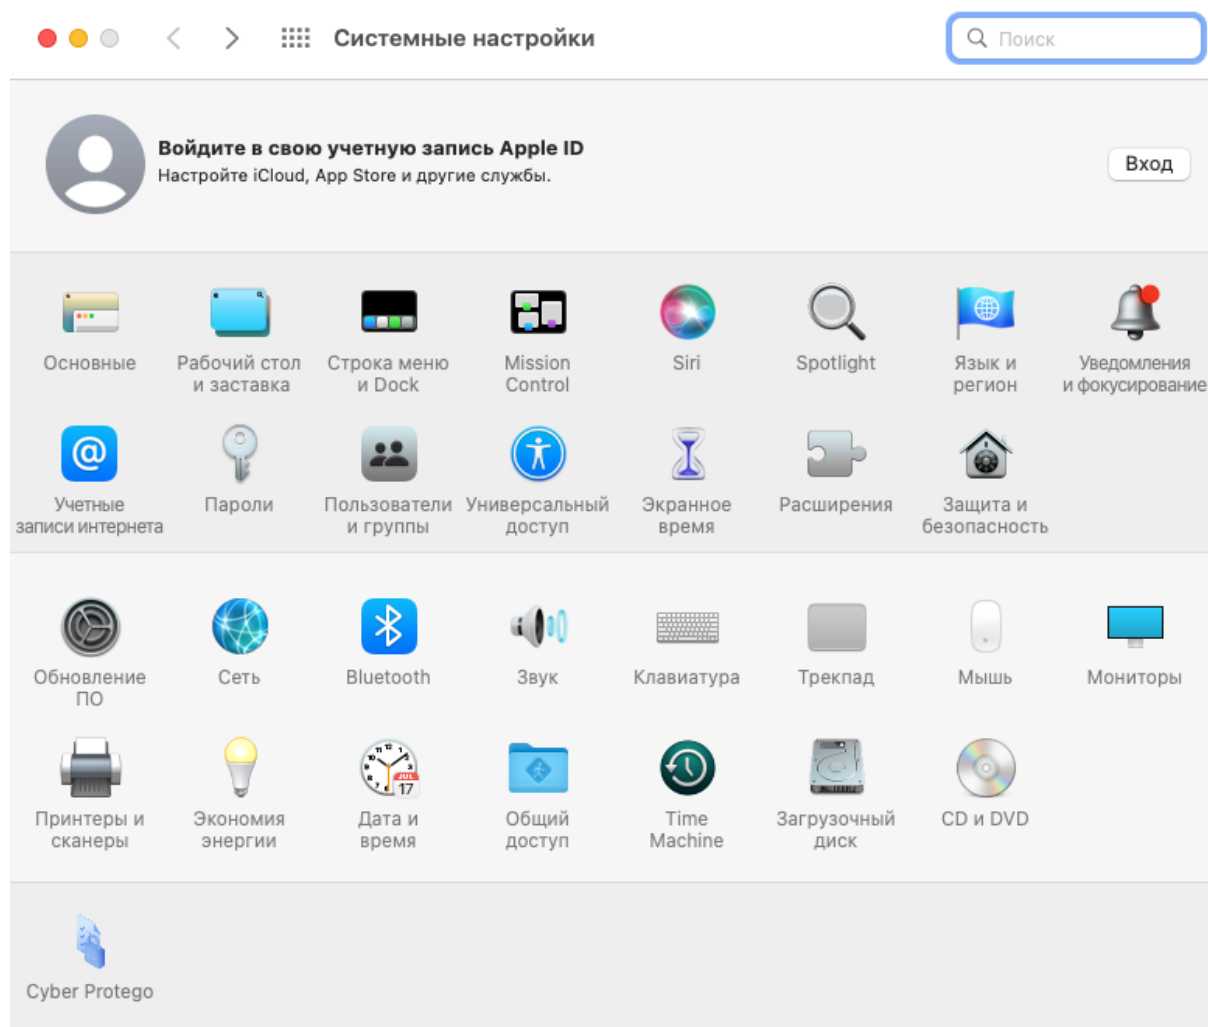 Системные настройки
Поиск
Войдите в свою учетную запись Apple ID
Настройте iCloud, App Store и другие службы.
Вход
Основные
Рабочий стол
и заставка
Строка меню
и Dock
Mission
Control
Siri
Spotlight
Язык и
регион
Уведомления
и фокусирование
Учетные
записи интернета
Пароли
Пользователи
и группы
Универсальный
доступ
Экранное
время
Расширения
Защита и
безопасность
Обновление
ПО
Сеть
Bluetooth
Звук
Клавиатура
Трекпад
Мышь
Мониторы
Принтеры и
сканеры
Экономия
энергии
JUL
17
Дата и
время
Общий
доступ
Time
Machine
Загрузочный
диск
CD и DVD
Cyber Protego